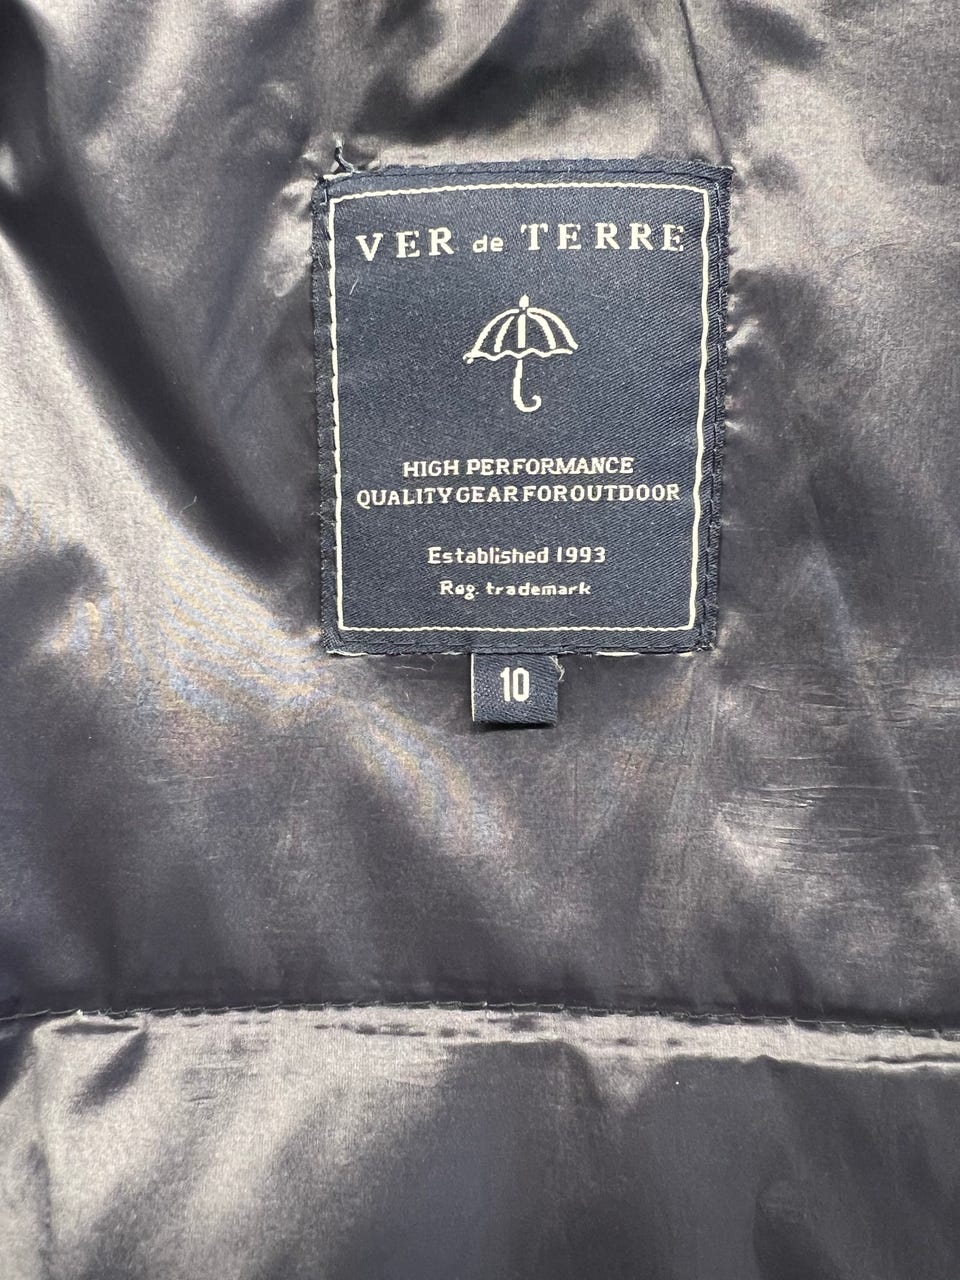 VER de TERRE
HIGH PERFORMANCE
QUALITY GEAR FOR OUTDOOR
Established 1993
Reg. trademark
10